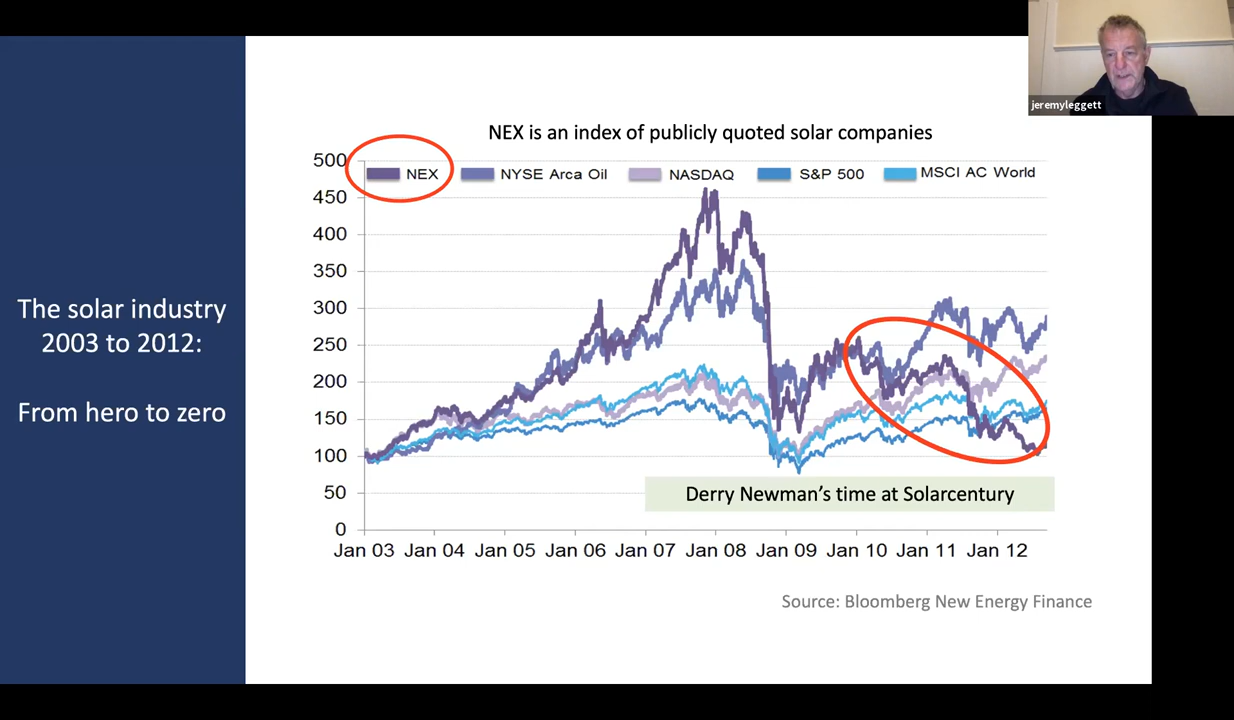 jeremyleggett
The solar industry
2003 to 2012:
From hero to zero
NEX is an index of publicly quoted solar companies
NEX NYSE Arca Oil NASDAQ S&P 500 MSCI AC World
500
450
400
350
300
250
200
150
100
50
0
Derry Newman’s time at Solarcentury
Jan 03 Jan 04 Jan 05 Jan 06 Jan 07 Jan 08 Jan 09 Jan 10 Jan 11 Jan 12
Source: Bloomberg New Energy Finance